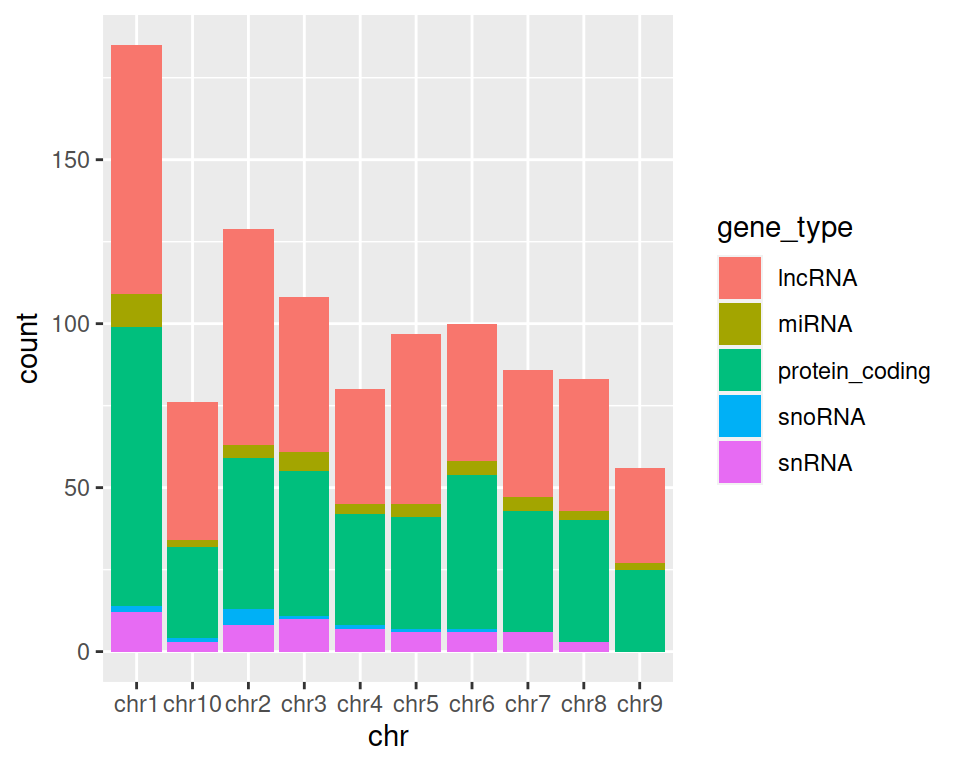 count
150
100
50
0
chr1 chr10 chr2 chr3 chr4 chr5 chr6 chr7 chr8 chr9
chr
gene_type
lncRNA
miRNA
protein_coding
snoRNA
snRNA